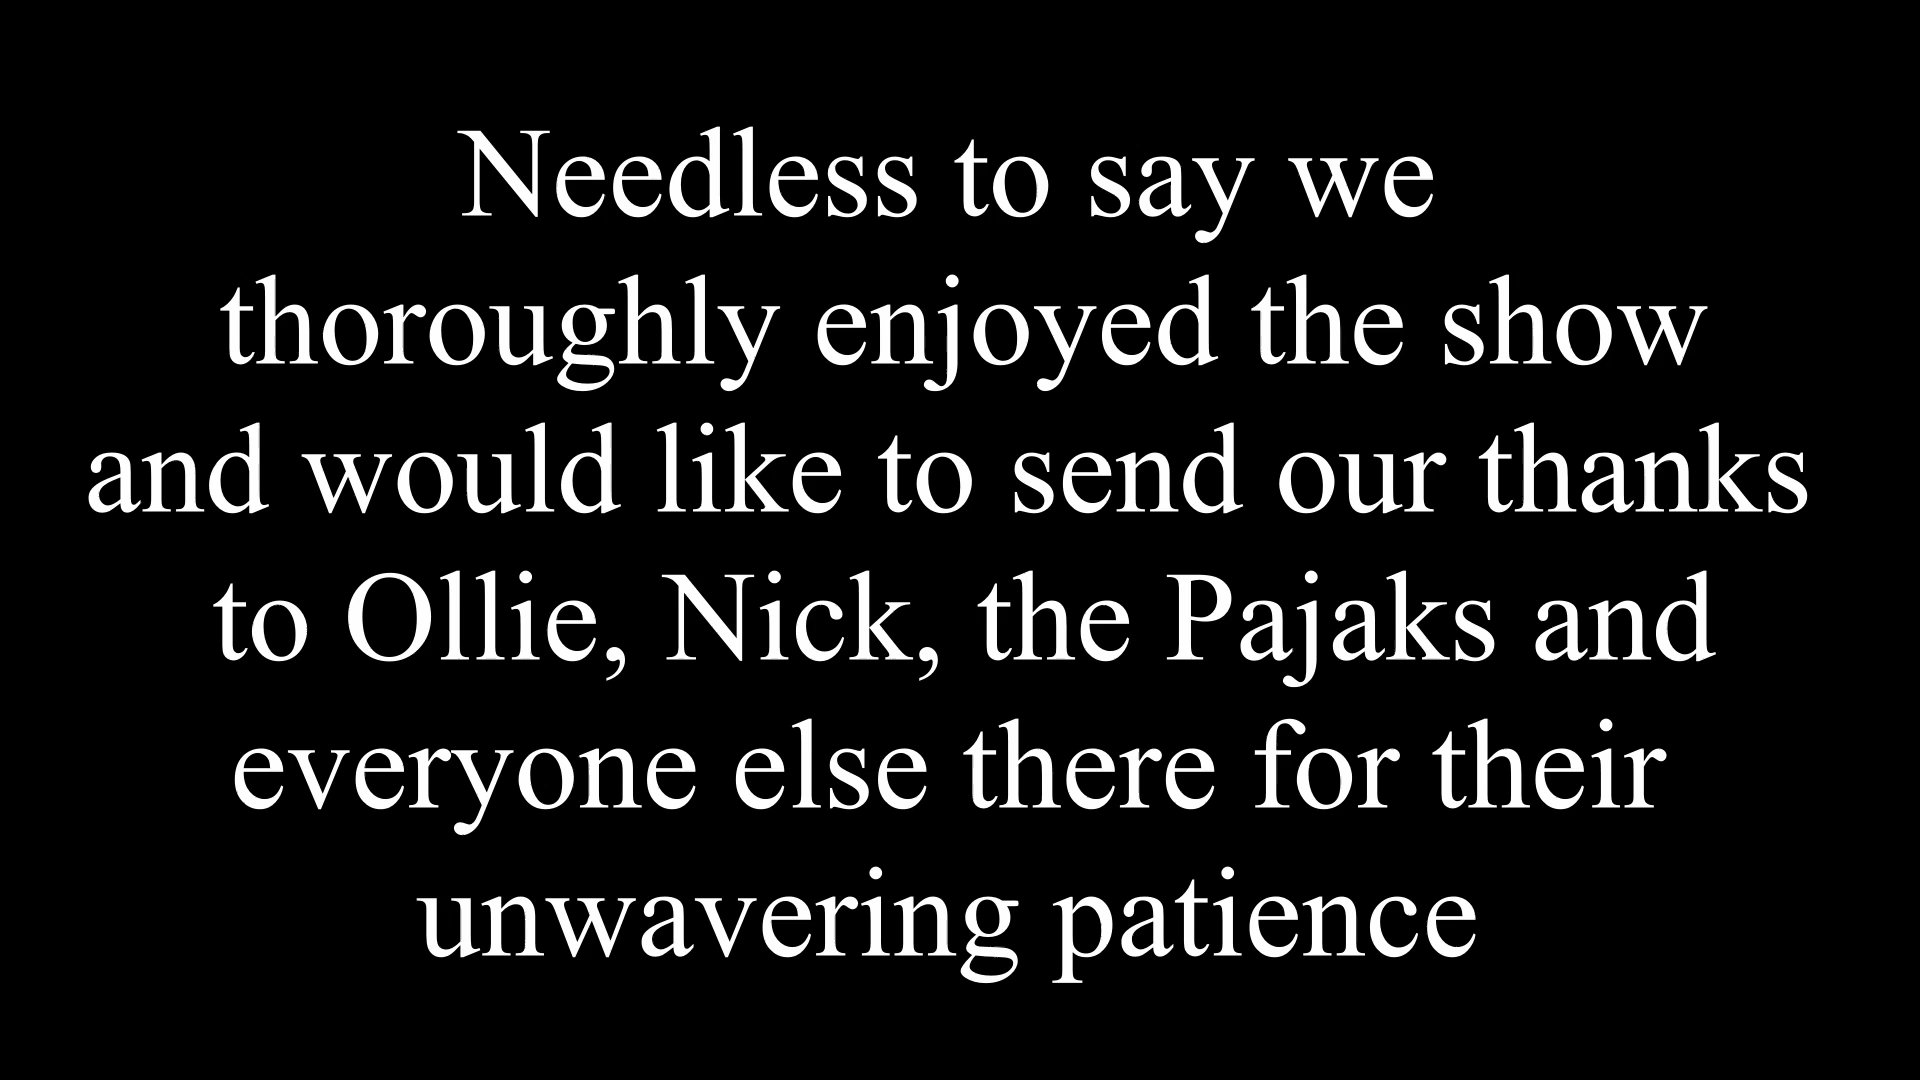 Needless to say we
thoroughly enjoyed the show
and would like to send our thanks
to Ollie, Nick, the Pajaks and
everyone else there for their
unwavering patience